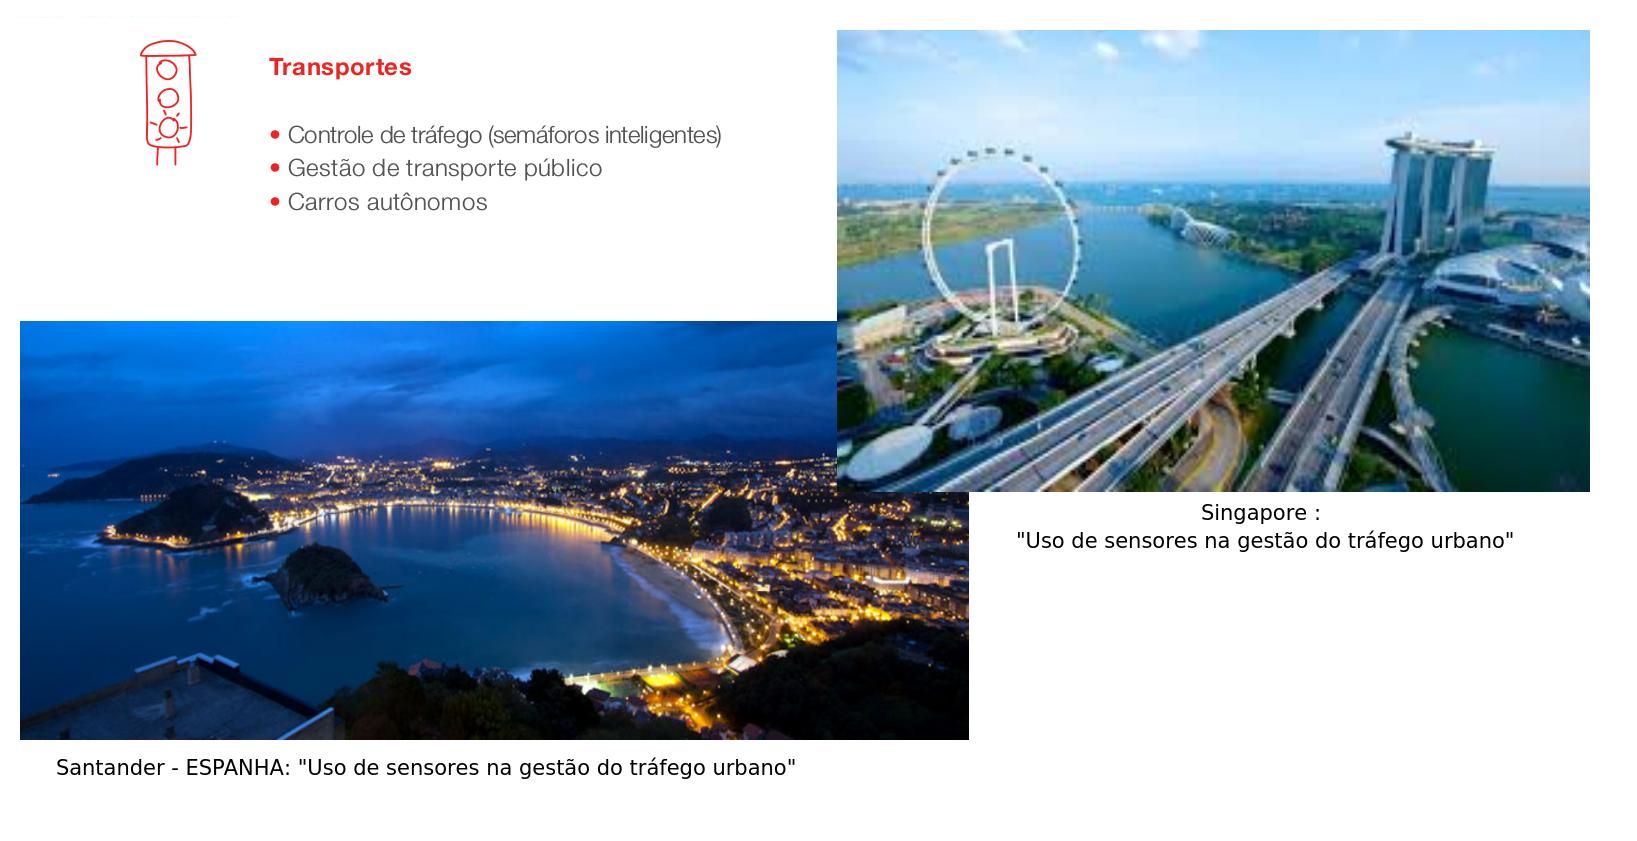 Transportes
• Controle de tráfego (semáforos inteligentes)
• Gestão de transporte público
• Carros autônomos
Singapore :
"Uso de sensores na gestão do tráfego urbano"
Santander - ESPANHA: "Uso de sensores na gestão do tráfego urbano"